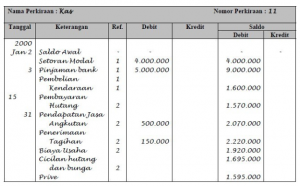 Nama Perkiraan : Kas Nomor Perkiraan : 11
Tanggal Keterangan Ref. Debit Kredit Saldo
Debit Kredit
2000
Jan 2 Saldo Awal - - - -
Setoran Modal 1 4.000.000 4.000.000
3 Pinjaman bank 1 5.000.000 9.000.000
Pembelian
Kendaraan 1 1.600.000
15 Pembayaran
Hutang 2 1.570.000
31 Pendapatan Jasa
Angkutan 2 500.000 2.070.000
Penerimaan
Tagihan 2 150.000 2.220.000
Biaya Usaha 2 1.920.000
Cicilan hutang 1.695.000
dan bunga 2
Prive 1.595.000